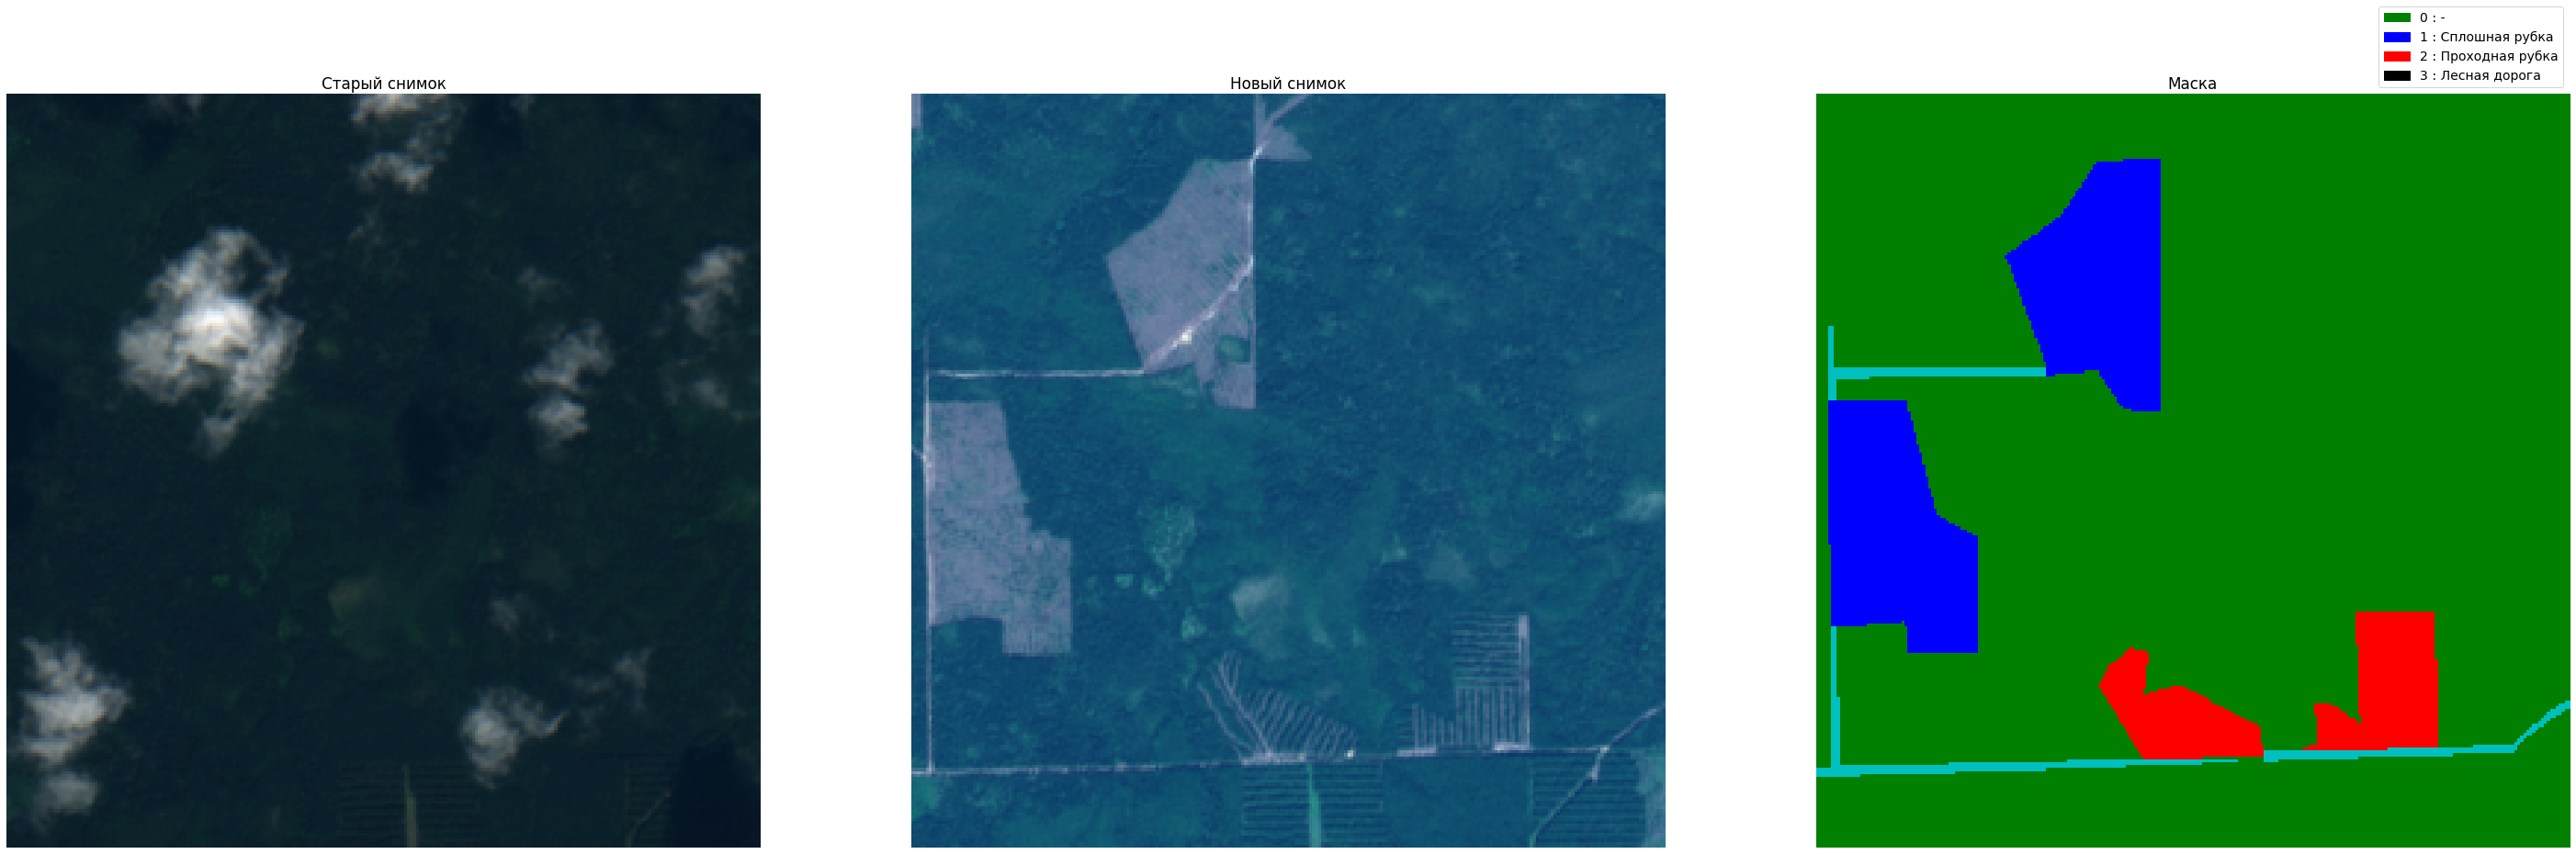 0 : -
1 : Сплошная рубка
2 : Проходная рубка
3 : Лесная дорога
Старый снимок
Новый снимок
Маска